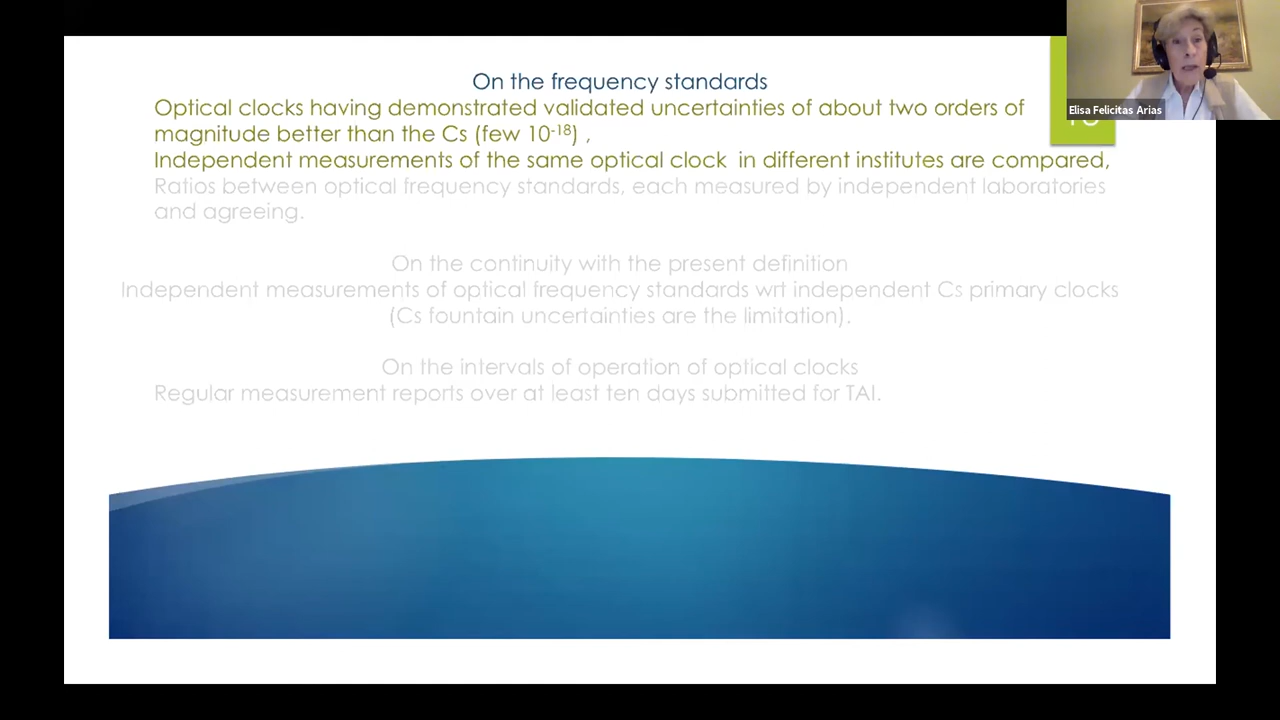 On the frequency standards
Optical clocks having demonstrated validated uncertainties of about two orders of
magnitude better than the Cs (few 10⁻¹⁸) ,
Independent measurements of the same optical clock in different institutes are compared,
Ratios between optical frequency standards, each measured by independent laboratories
and agreeing.
On the continuity with the present definition
Independent measurements of optical frequency standards wrt independent Cs primary clocks
(Cs fountain uncertainties are the limitation).
On the intervals of operation of optical clocks
Regular measurement reports over at least ten days submitted for TAI.
Elisa Felicitas Arias